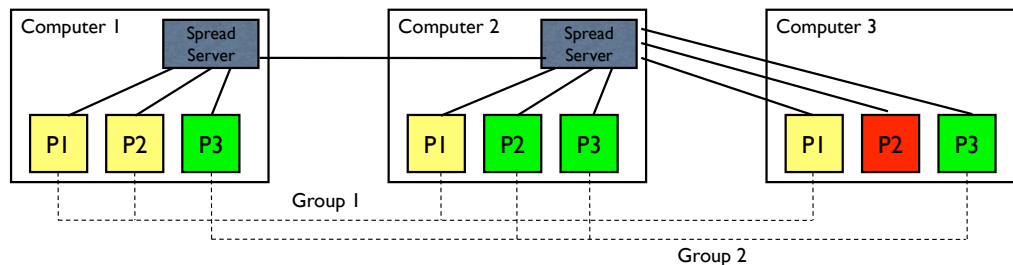 Computer 1
Spread
Server
P1
P2
P3
Computer 2
Spread
Server
P1
P2
P3
Computer 3
P1
P2
P3
Group 1
Group 2